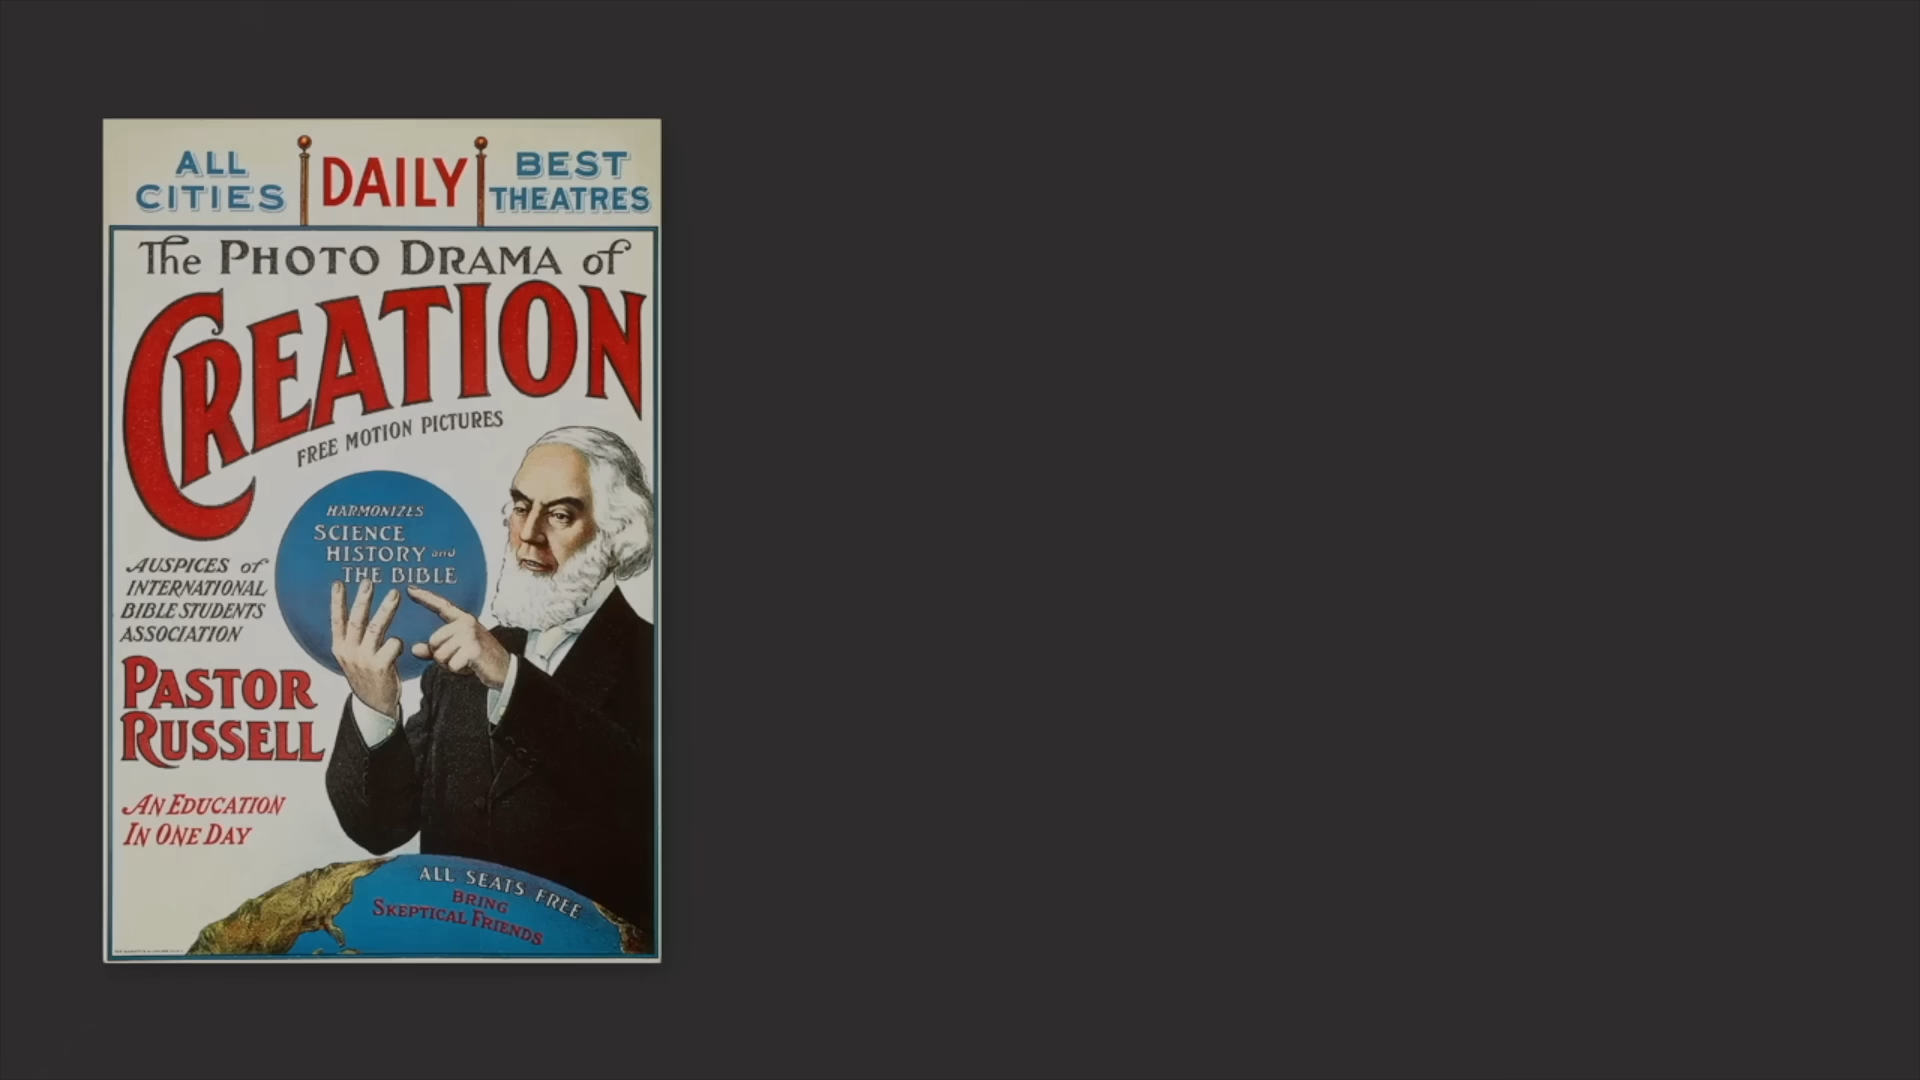 ALL
CITIES
DAILY
BEST
THEATRES
The PHOTO DRAMA of
CREATION
FREE MOTION PICTURES
HARMONIZES
SCIENCE
HISTORY and
THE BIBLE
AUSPICES of
INTERNATIONAL
BIBLE STUDENTS
ASSOCIATION
PASTOR
RUSSELL
AN EDUCATION
IN ONE DAY
ALL SEATS FREE
BRING
SKEPTICAL FRIENDS